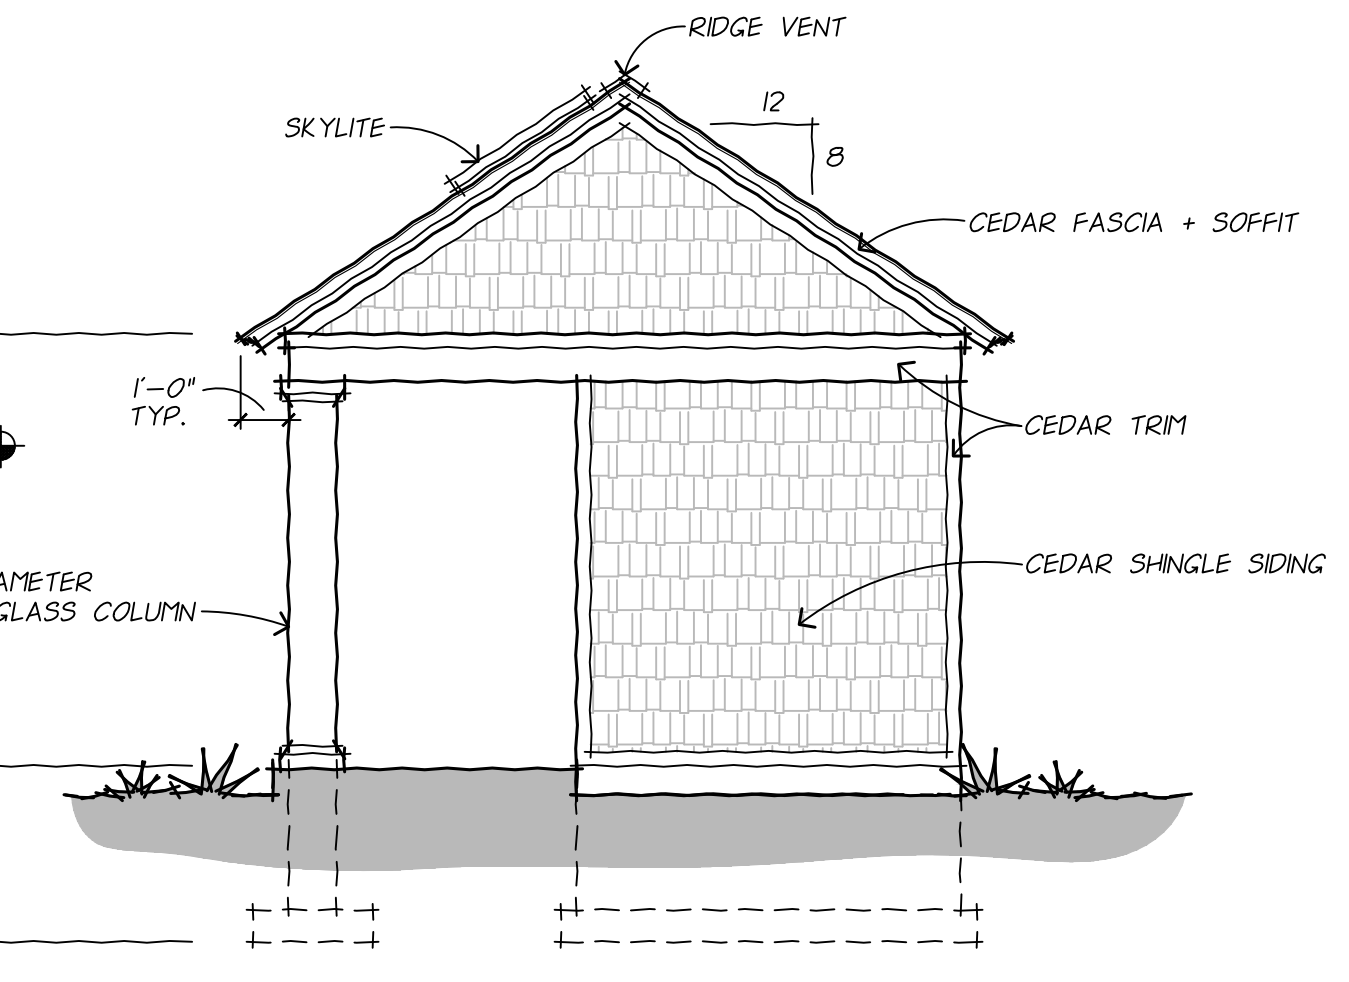 RIDGE VENT
12
SKYLITE
8
CEDAR FASCIA + SOFFIT
1'-0"
TYP.
CEDAR TRIM
CEDAR SHINGLE SIDING
AMETER
GLASS COLUMN